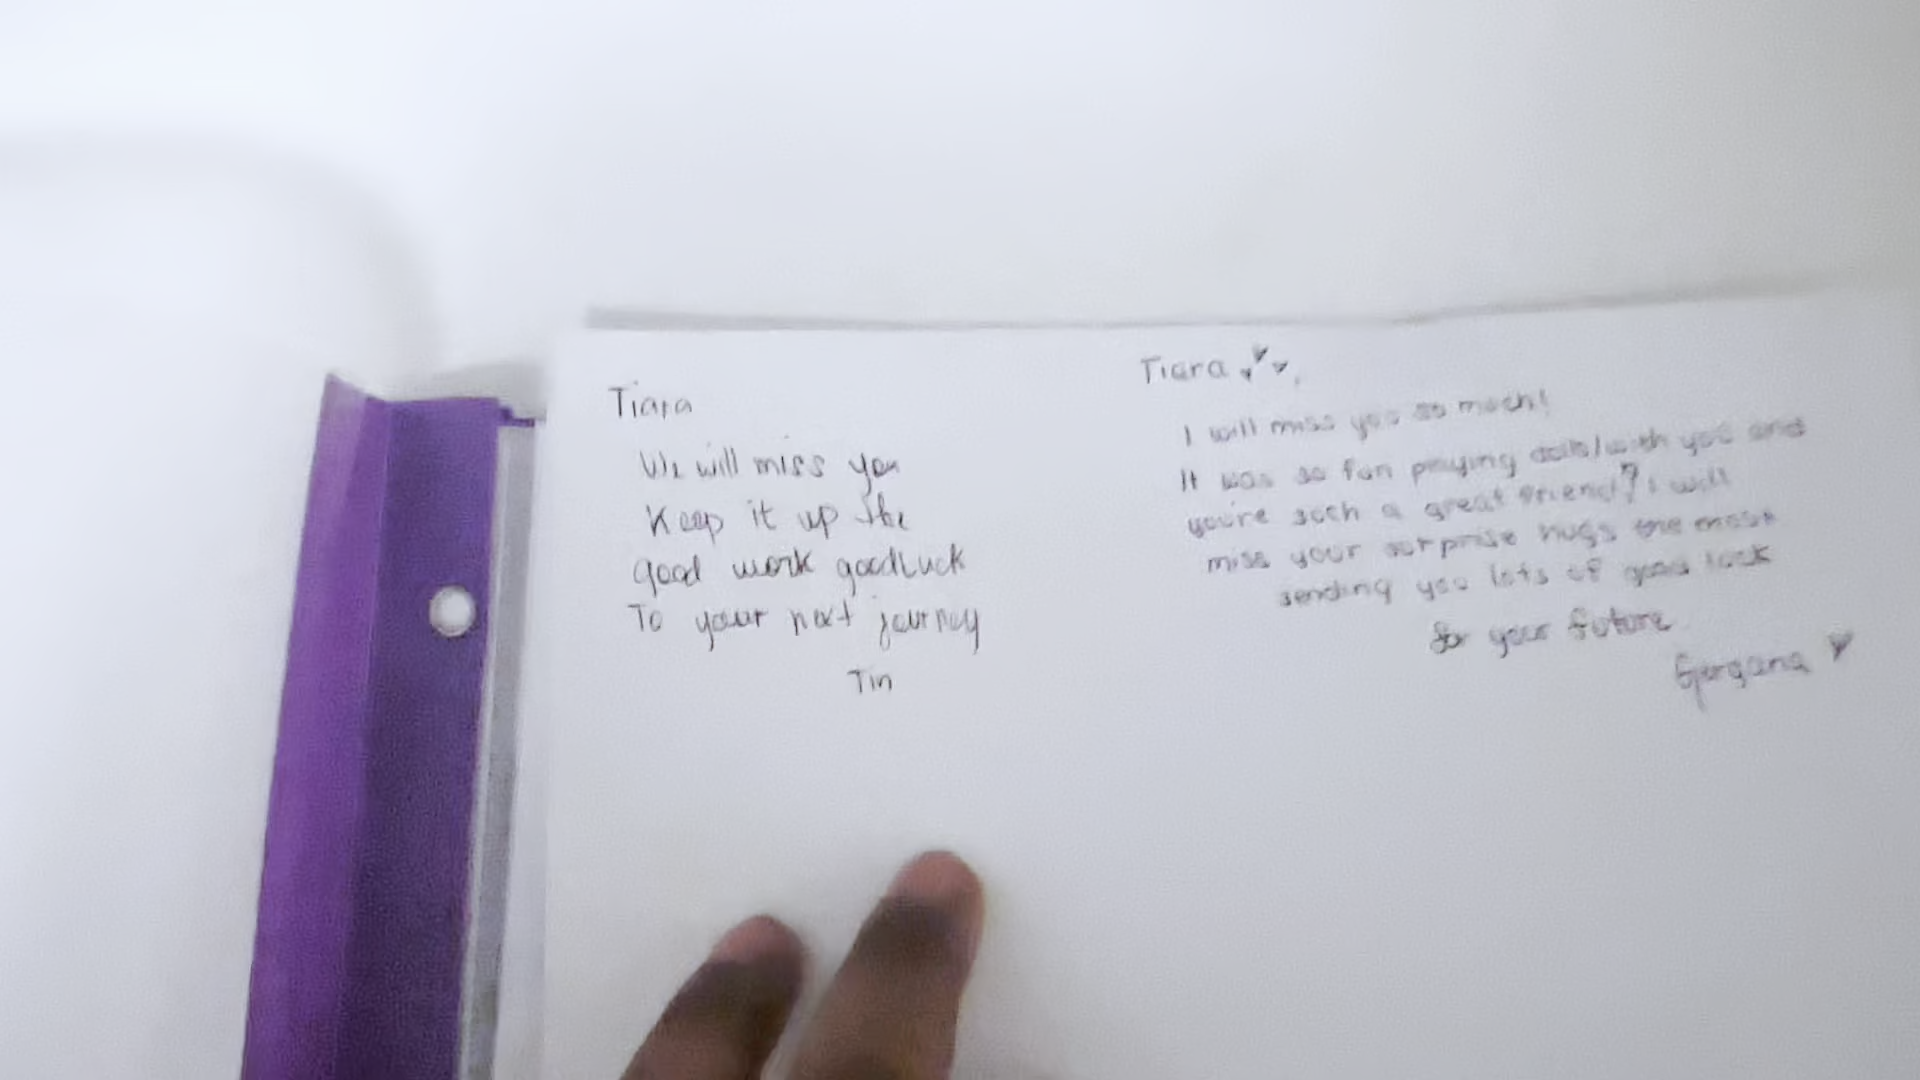 Tiara
We will miss you
Keep it up the
good work goodluck
To your next journey
Tin
Tiara
I will miss you so much!
It was so fun playing with you and
you're such a great friend! I will
miss your surprise hugs the most
sending you lots of good luck
for your future
Gergana